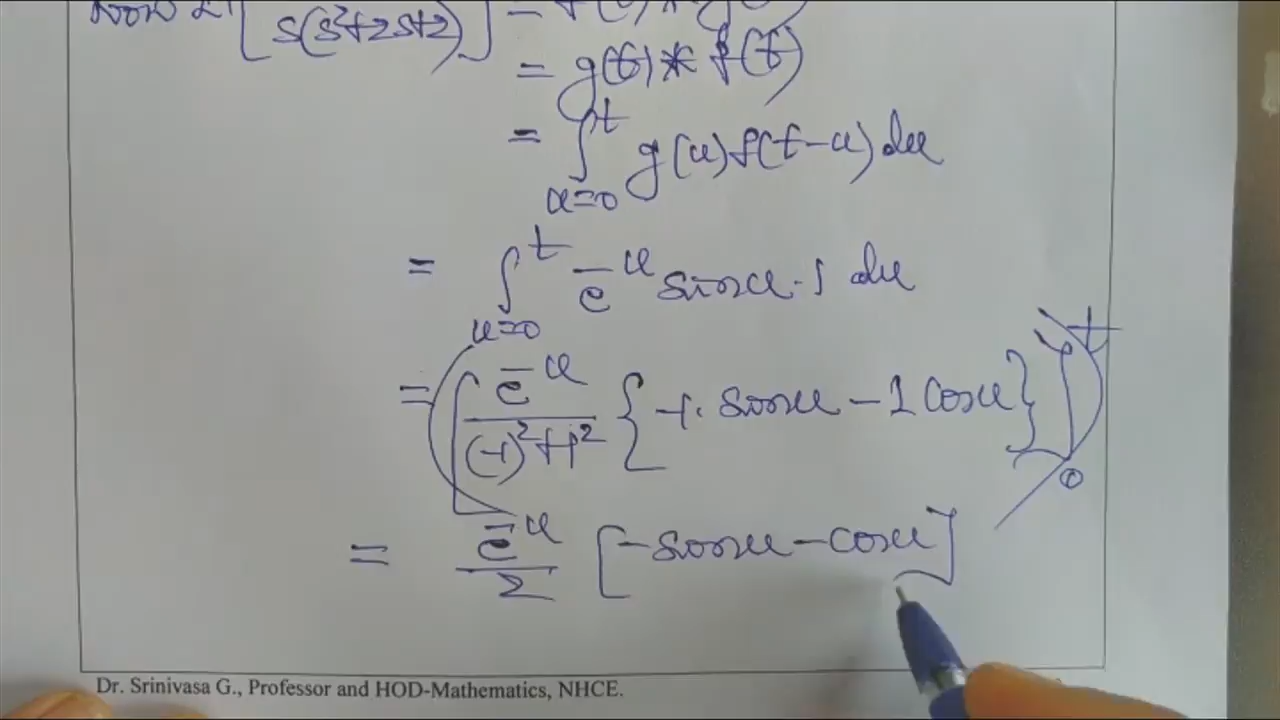 Now L⁻¹[1/s(s²+2s+2)] = f(t) * g(t)
= g(t) * f(t)
= ∫_{u=0}^{t} g(u) f(t-u) du
= ∫_{u=0}^{t} e^{-u} sin u · 1 du
= [e^{-u}/((-1)²+1²) {-1. sin u - 1 cos u}]_0^t
= e^{-u}/2 [-sin u - cos u]
Dr. Srinivasa G., Professor and HOD-Mathematics, NHCE.